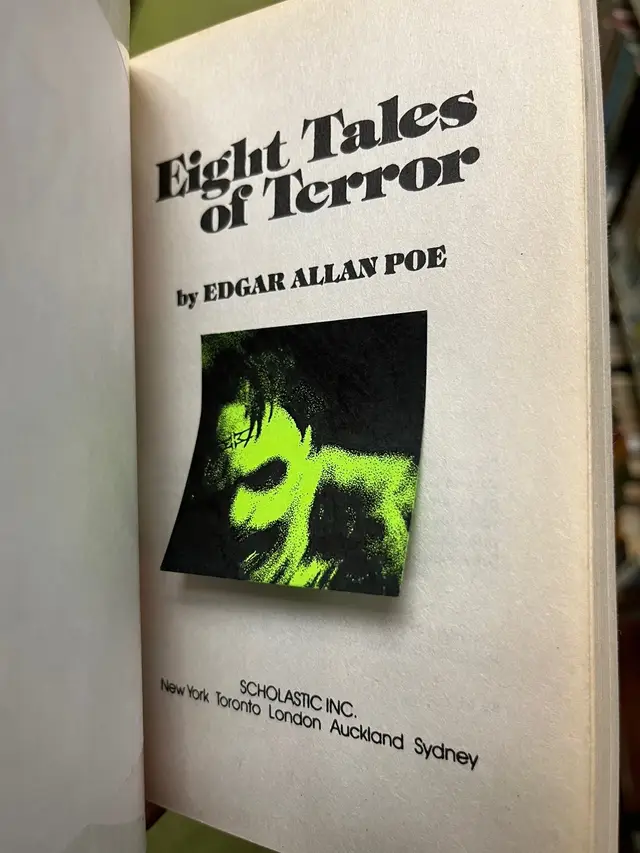 Eight Tales
of Terror
by EDGAR ALLAN POE
SCHOLASTIC INC.
New York Toronto London Auckland Sydney